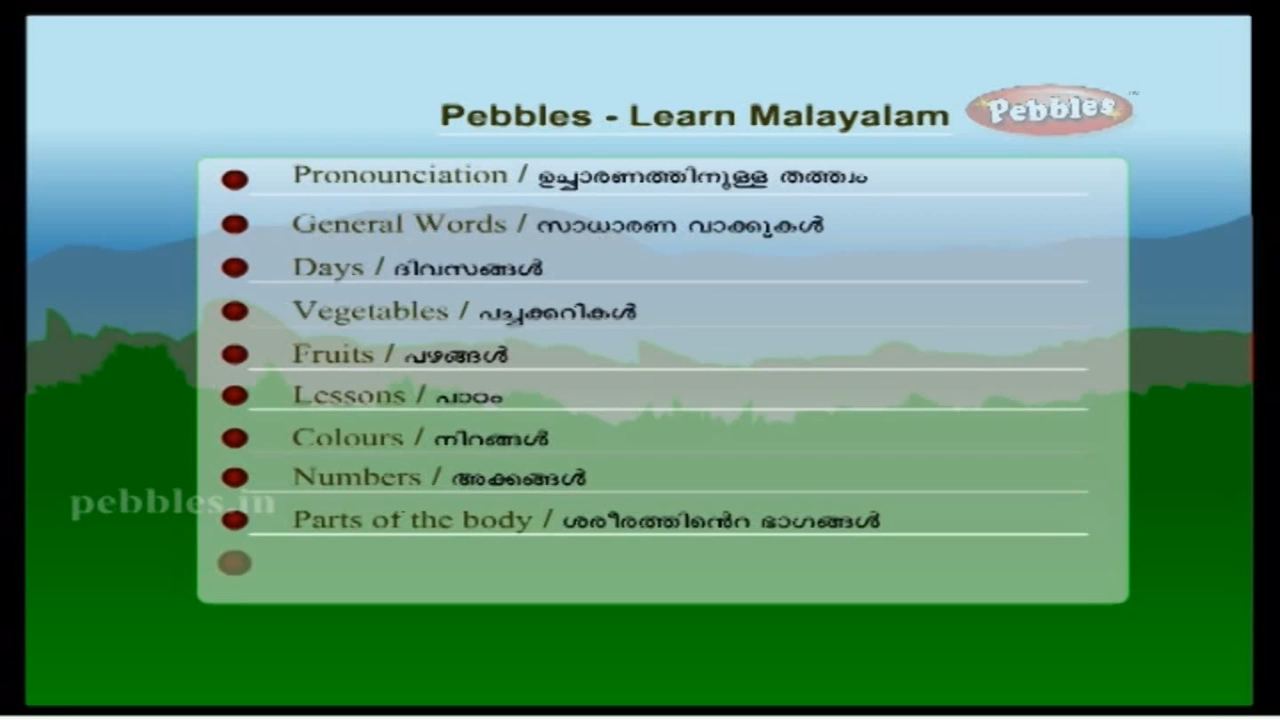 Pebbles - Learn Malayalam
Pebbles
Pronounciation / ഉച്ചാരണത്തിനുള്ള തത്ത്വം
General Words / സാധാരണ വാക്കുകൾ
Days / ദിവസങ്ങൾ
Vegetables / പച്ചക്കറികൾ
Fruits / പഴങ്ങൾ
Lessons / പാഠം
Colours / നിറങ്ങൾ
Numbers / അക്കങ്ങൾ
pebbles.in
Parts of the body / ശരീരത്തിൻെറ ഭാഗങ്ങൾ